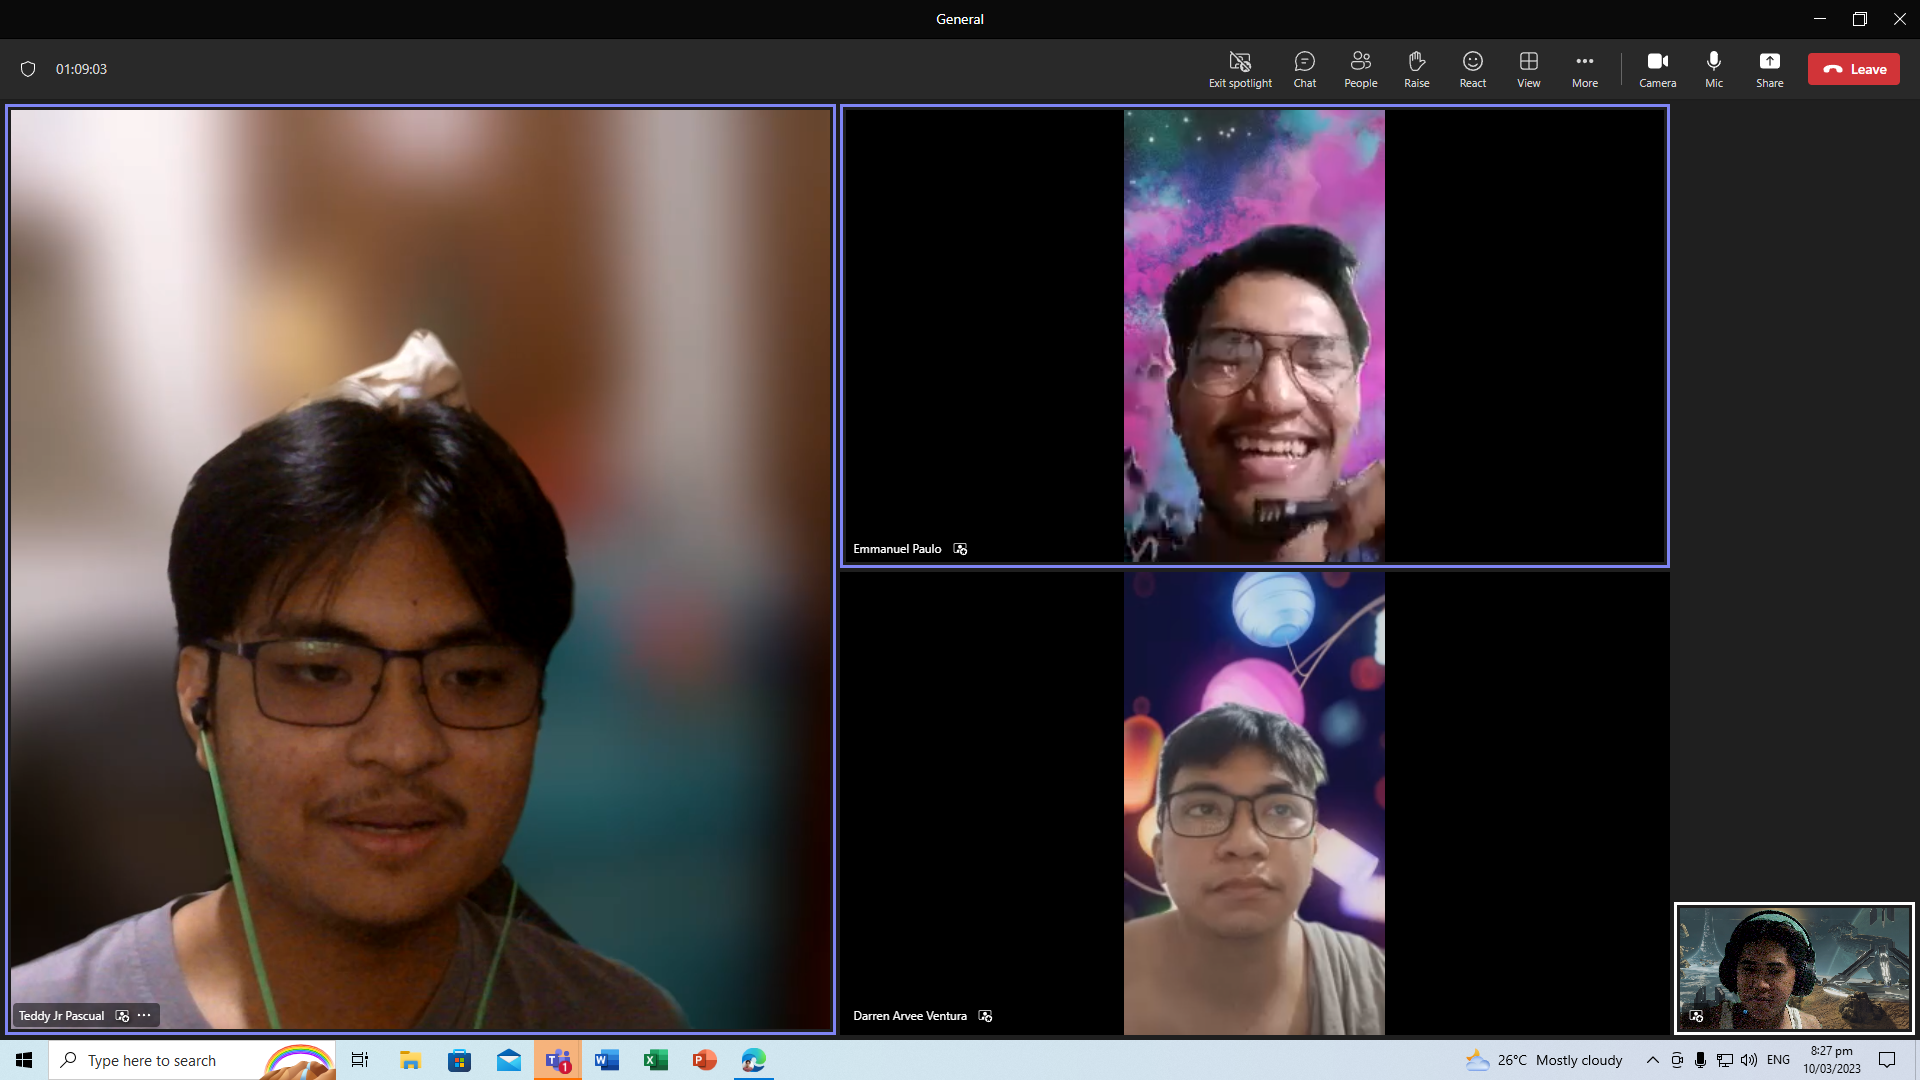 General
01:09:03
Exit spotlight
Chat
People
Raise
React
View
More
Camera
Mic
Share
Leave
Emmanuel Paulo
Teddy Jr Pascual
Darren Arvee Ventura
Type here to search
1
26°C Mostly cloudy
ENG
8:27 pm
10/03/2023